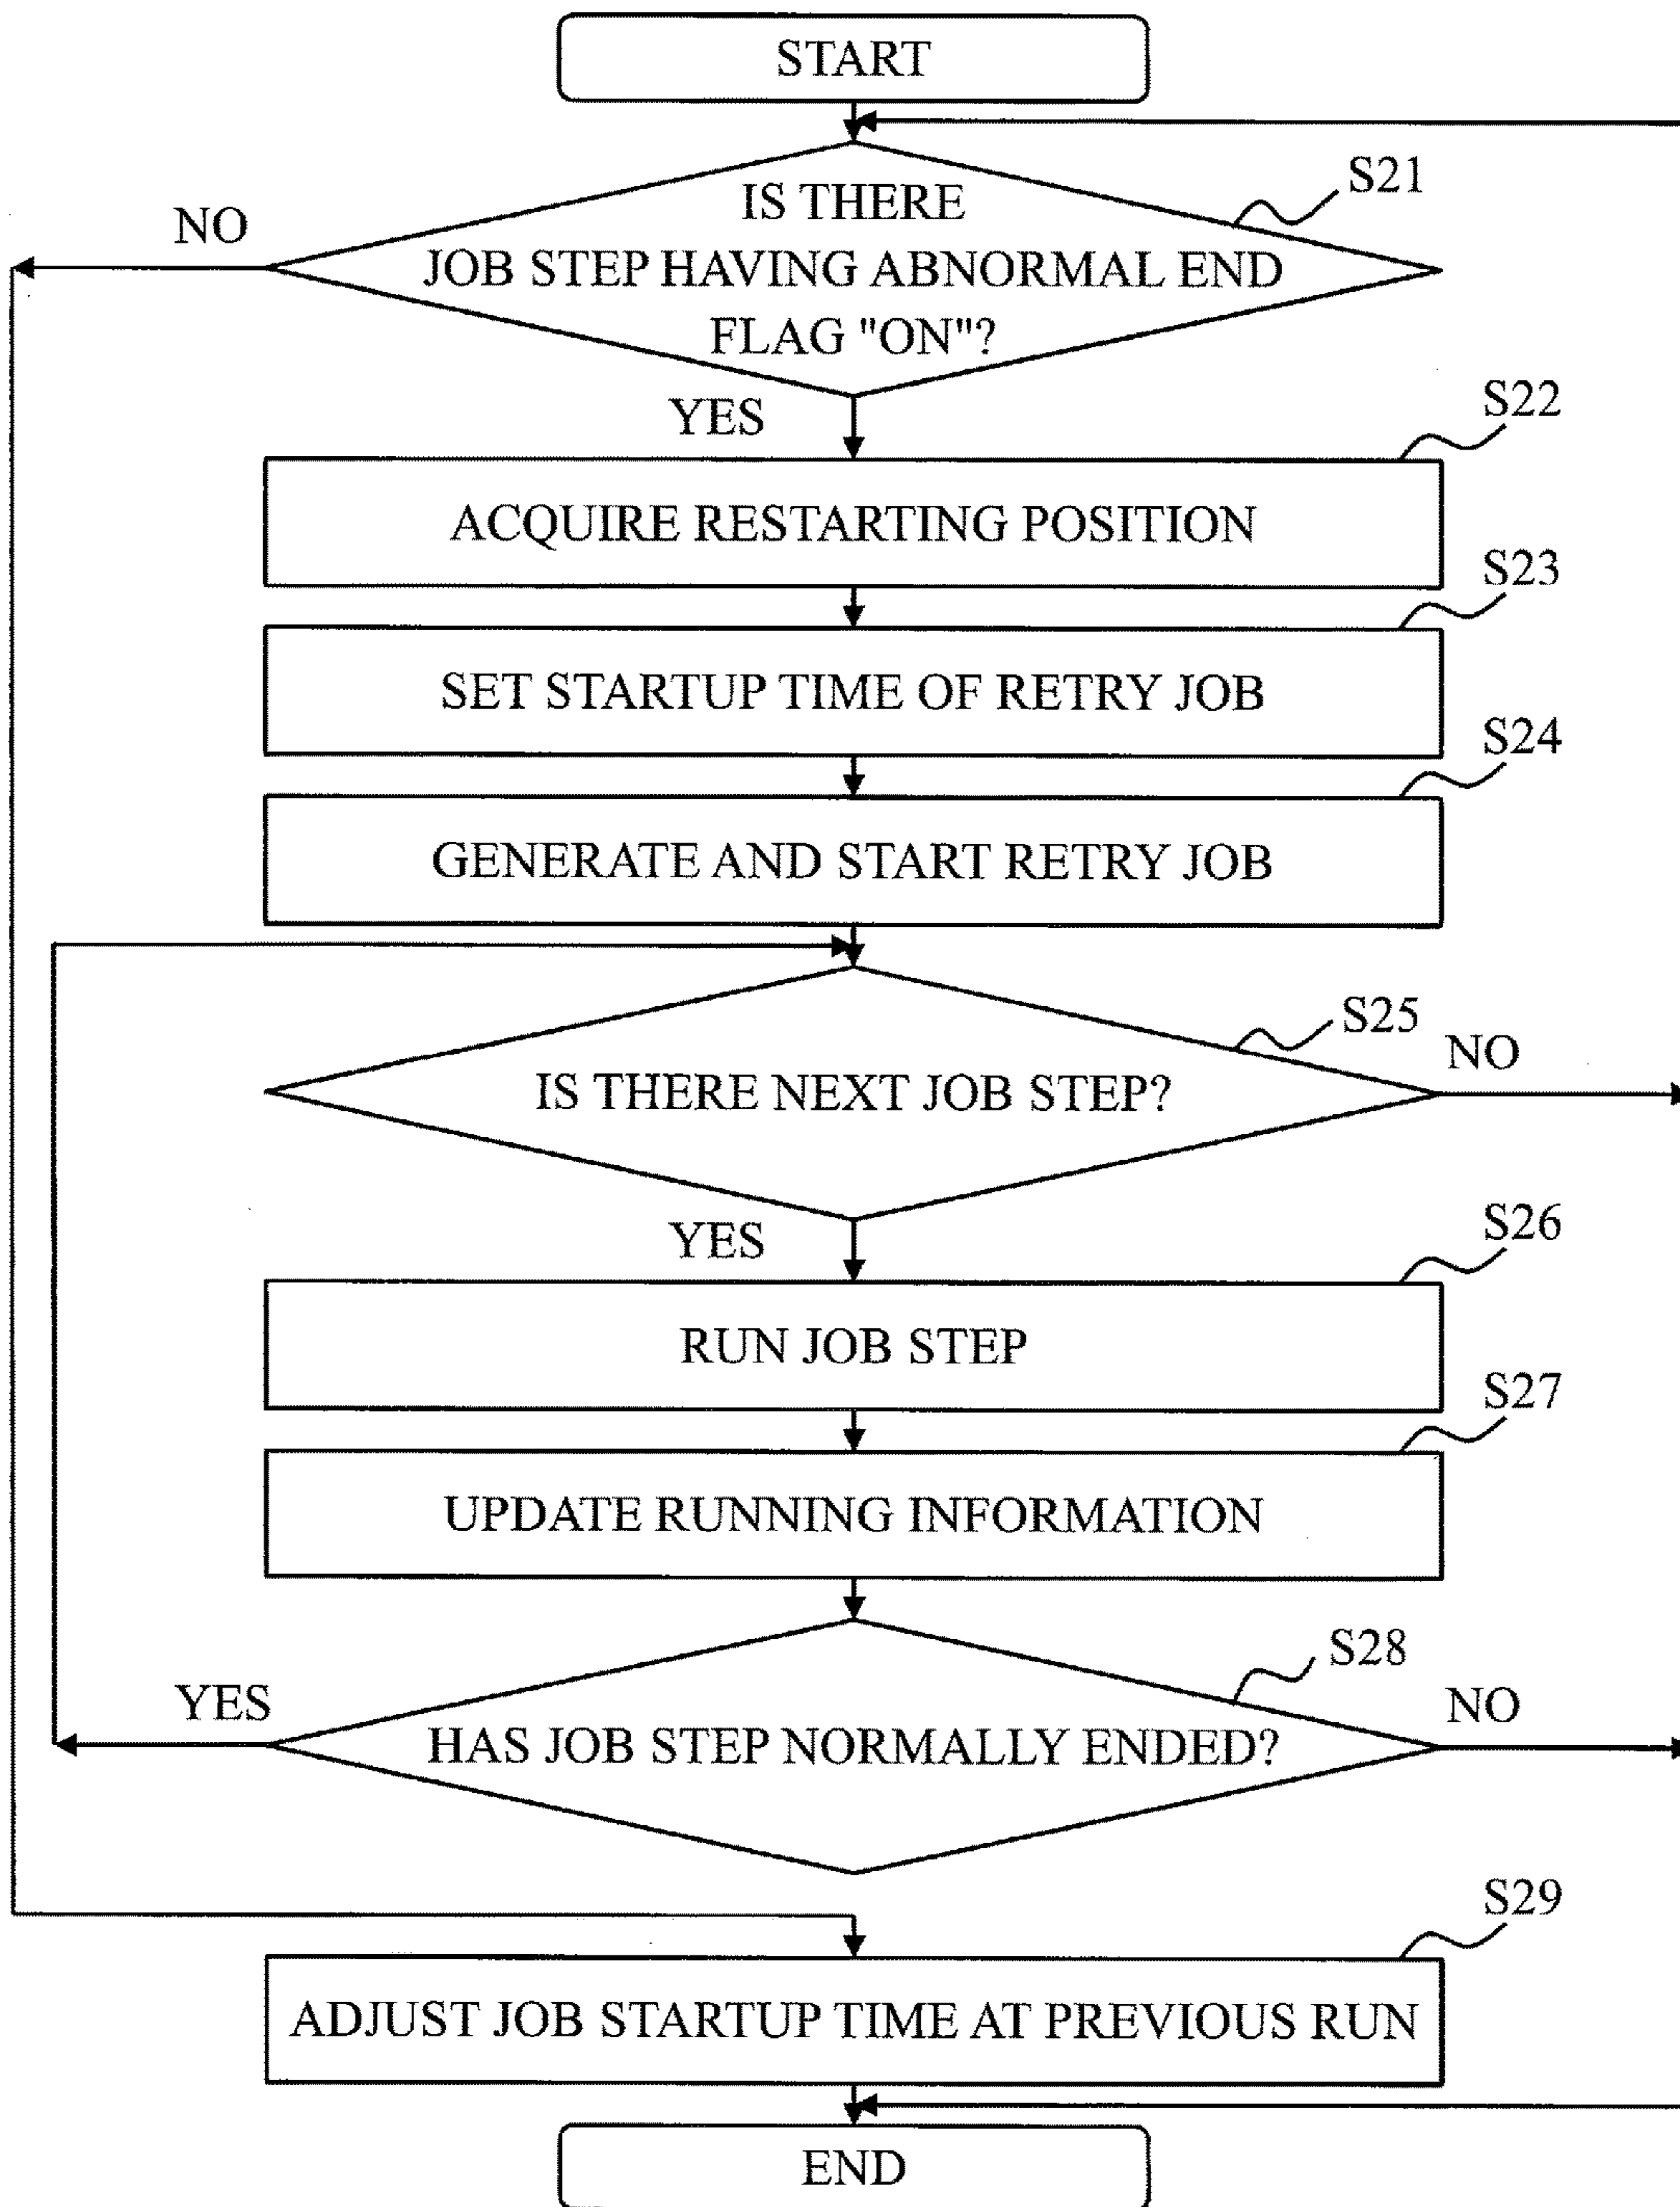 START
S21
NO
IS THERE
JOB STEP HAVING ABNORMAL END
FLAG "ON"?
YES
S22
ACQUIRE RESTARTING POSITION
S23
SET STARTUP TIME OF RETRY JOB
S24
GENERATE AND START RETRY JOB
S25
NO
IS THERE NEXT JOB STEP?
YES
S26
RUN JOB STEP
S27
UPDATE RUNNING INFORMATION
S28
YES
NO
HAS JOB STEP NORMALLY ENDED?
S29
ADJUST JOB STARTUP TIME AT PREVIOUS RUN
END